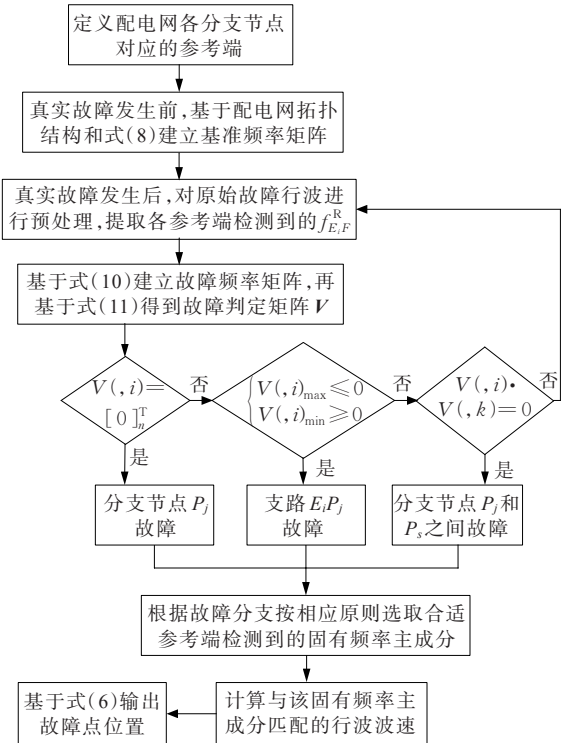 定义配电网各分支节点
对应的参考端
真实故障发生前,基于配电网拓扑
结构和式(8)建立基准频率矩阵
真实故障发生后,对原始故障行波进
行预处理,提取各参考端检测到的f^R_{E_iF}
基于式(10)建立故障频率矩阵,再
基于式(11)得到故障判定矩阵V
V(,i)=
[0]^T_n
否
是
V(,i)_max≤0
V(,i)_min≥0
否
是
V(,i)•
V(,k)=0
否
是
分支节点P_j
故障
支路E_iP_j
故障
分支节点P_j和
P_s之间故障
根据故障分支按相应原则选取合适
参考端检测到的固有频率主成分
计算与该固有频率主
成分匹配的行波波速
基于式(6)输出
故障点位置